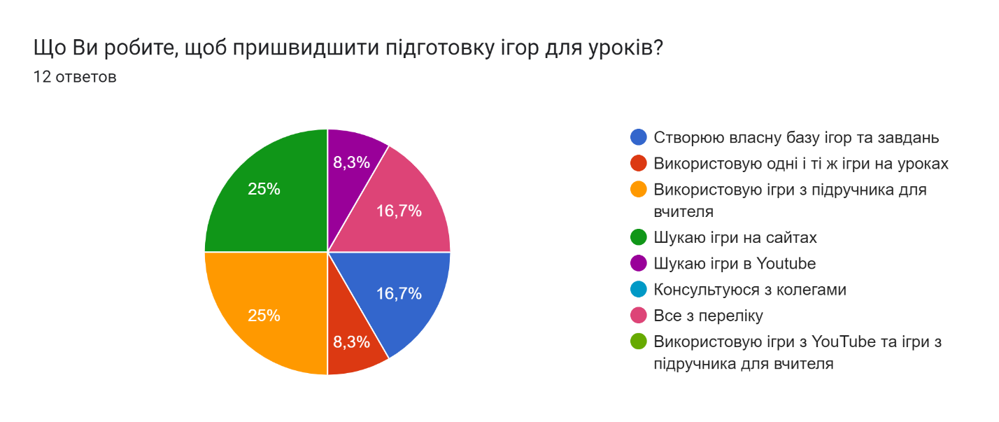 Що Ви робите, щоб пришвидшити підготовку ігор для уроків?
12 ответов
8,3%
25%
16,7%
16,7%
25%
8,3%
Створюю власну базу ігор та завдань
Використовую одні і ті ж ігри на уроках
Використовую ігри з підручника для
вчителя
Шукаю ігри на сайтах
Шукаю ігри в Youtube
Консультуюся з колегами
Все з переліку
Використовую ігри з YouTube та ігри з
підручника для вчителя